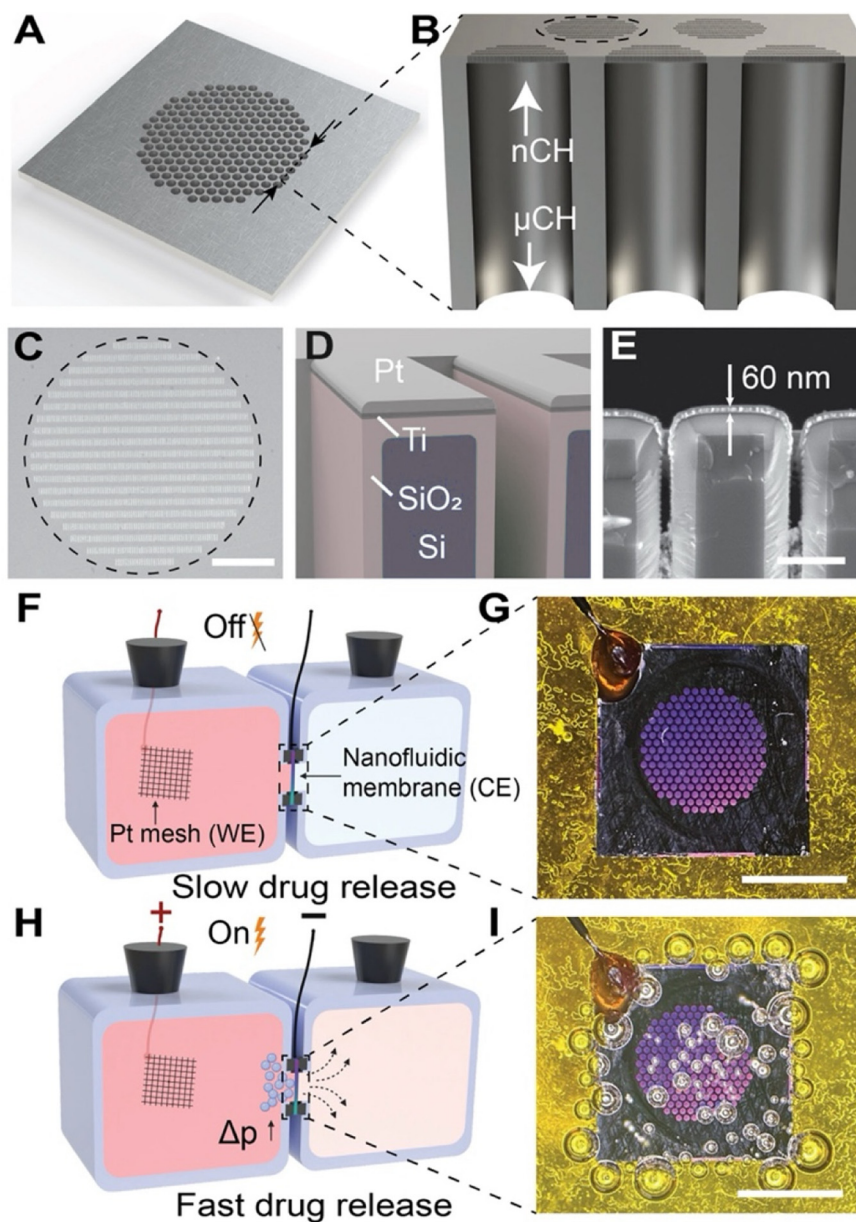 A
B
nCH
µCH
C
D
Pt
Ti
SiO₂
Si
E
60 nm
F
Off
Nanofluidic
membrane (CE)
Pt mesh (WE)
Slow drug release
G
H
+
On
−
Δp
Fast drug release
I